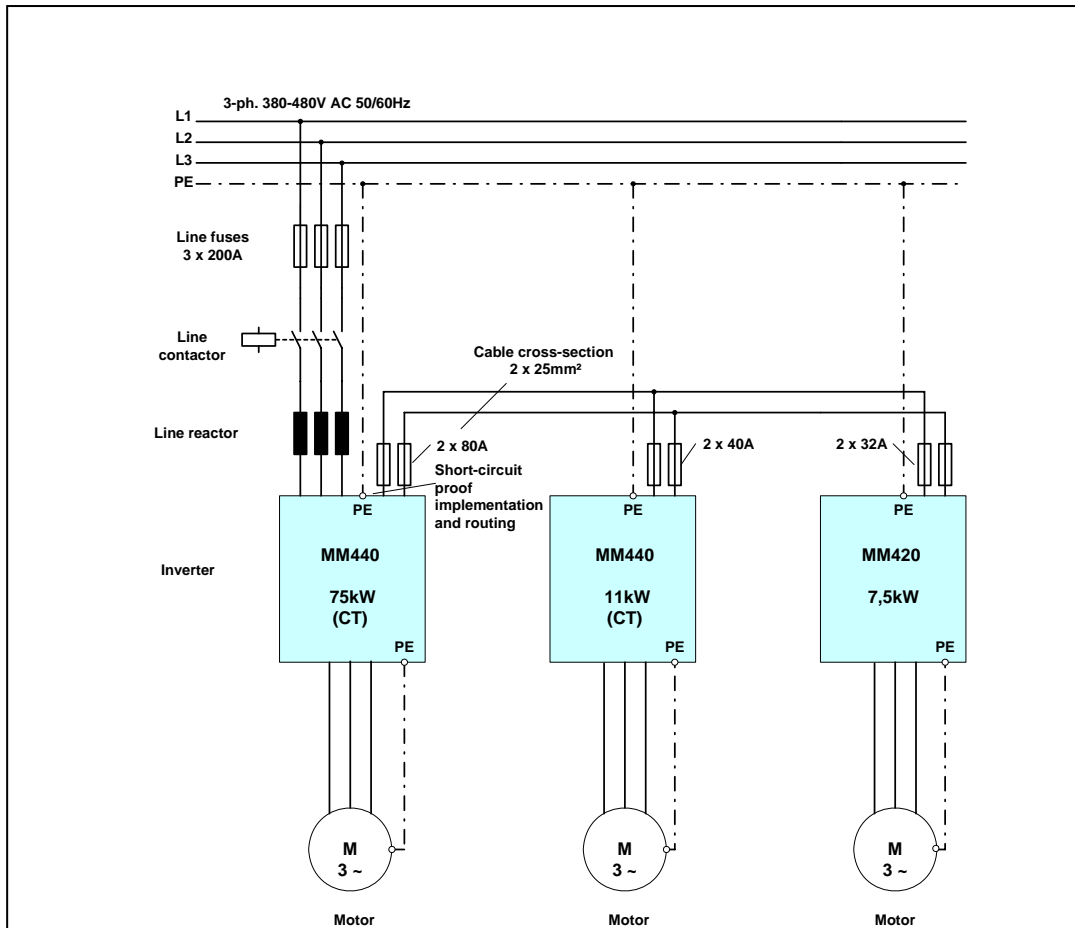 3-ph. 380-480V AC 50/60Hz
L1
L2
L3
PE
Line fuses
3 x 200A
Line
contactor
Cable cross-section
2 x 25mm²
Line reactor
2 x 80A
2 x 40A
2 x 32A
Short-circuit
proof
implementation
and routing
PE
PE
PE
Inverter
MM440
75kW
(CT)
PE
MM440
11kW
(CT)
PE
MM420
7,5kW
PE
M
3 ~
M
3 ~
M
3 ~
Motor
Motor
Motor